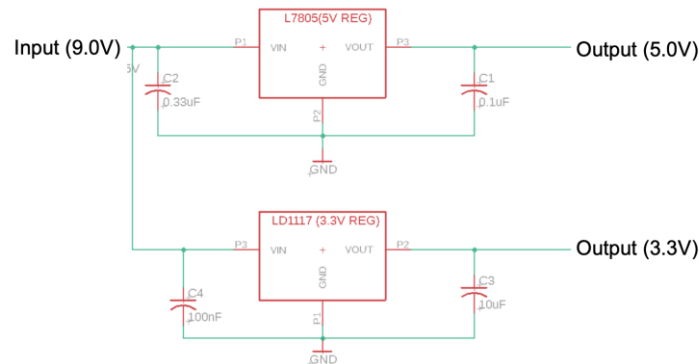 L7805(5V REG)
Input (9.0V)
P1
VIN
+
VOUT
P3
Output (5.0V)
5V
GND
C2
0.33uF
C1
0.1uF
P2
GND
LD1117 (3.3V REG)
P3
VIN
+
VOUT
P2
Output (3.3V)
GND
C4
100nF
C3
10uF
P1
GND